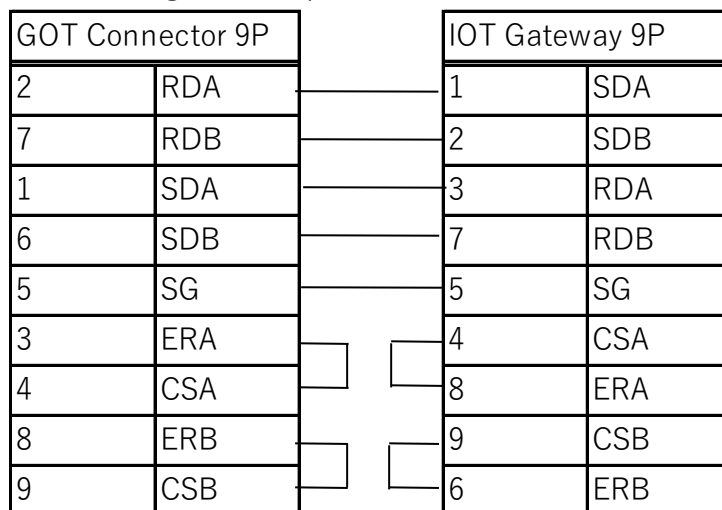 GOT Connector 9P IOT Gateway 9P
2 RDA 1 SDA
7 RDB 2 SDB
1 SDA 3 RDA
6 SDB 7 RDB
5 SG 5 SG
3 ERA 4 CSA
4 CSA 8 ERA
8 ERB 9 CSB
9 CSB 6 ERB